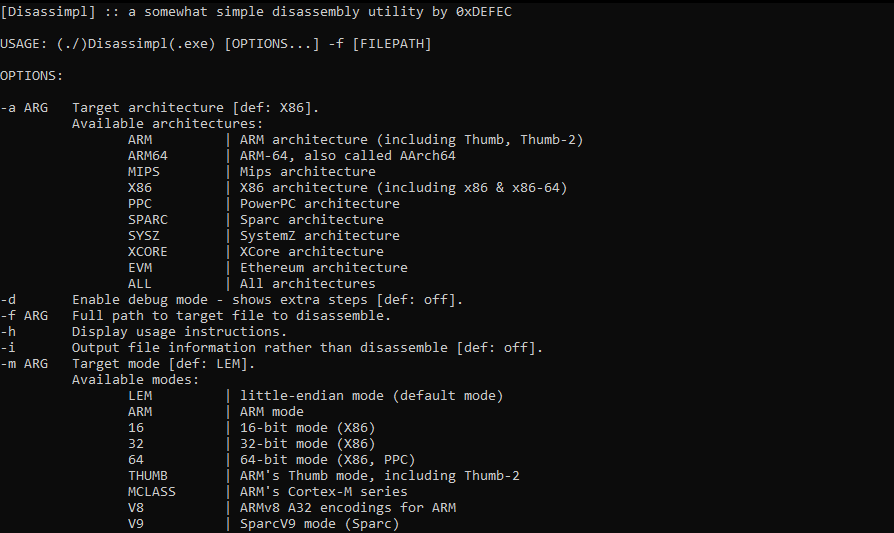 [Disassimpl] :: a somewhat simple disassembly utility by 0xDEFEC
USAGE: (./)Disassimpl(.exe) [OPTIONS...] -f [FILEPATH]
OPTIONS:
-a ARG   Target architecture [def: X86].
         Available architectures:
                ARM         | ARM architecture (including Thumb, Thumb-2)
                ARM64       | ARM-64, also called AArch64
                MIPS        | Mips architecture
                X86         | X86 architecture (including x86 & x86-64)
                PPC         | PowerPC architecture
                SPARC       | Sparc architecture
                SYSZ        | SystemZ architecture
                XCORE       | XCore architecture
                EVM         | Ethereum architecture
                ALL         | All architectures
-d       Enable debug mode - shows extra steps [def: off].
-f ARG   Full path to target file to disassemble.
-h       Display usage instructions.
-i       Output file information rather than disassemble [def: off].
-m ARG   Target mode [def: LEM].
         Available modes:
                LEM         | little-endian mode (default mode)
                ARM         | ARM mode
                16          | 16-bit mode (X86)
                32          | 32-bit mode (X86)
                64          | 64-bit mode (X86, PPC)
                THUMB       | ARM's Thumb mode, including Thumb-2
                MCLASS      | ARM's Cortex-M series
                V8          | ARMv8 A32 encodings for ARM
                V9          | SparcV9 mode (Sparc)